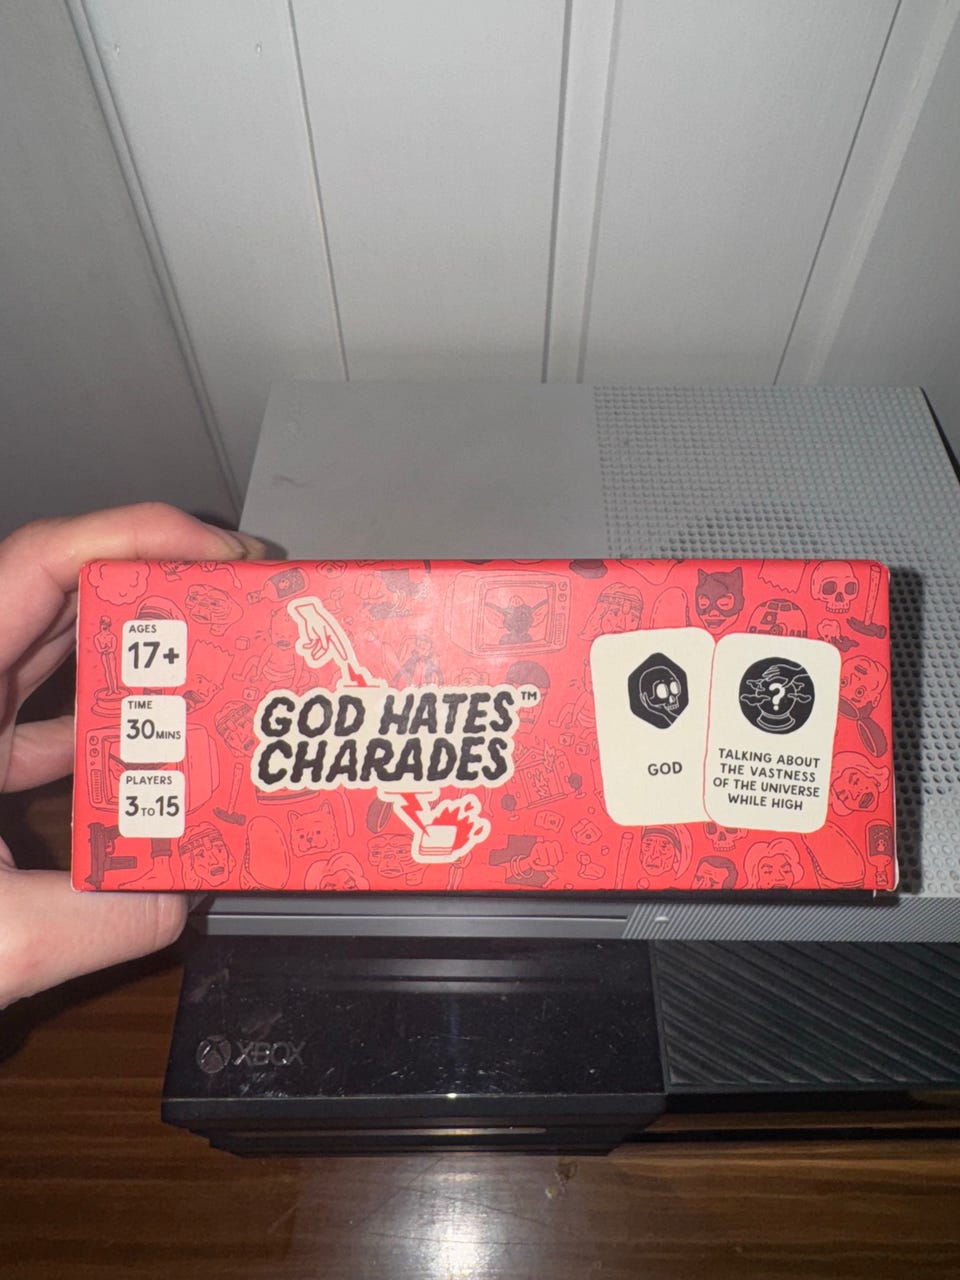 AGES
17+
TIME
30 MINS
PLAYERS
3 TO 15
GOD HATES™
CHARADES
GOD
?
TALKING ABOUT
THE VASTNESS
OF THE UNIVERSE
WHILE HIGH
XBOX